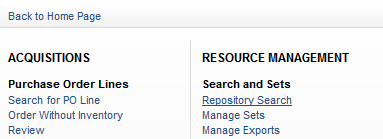 Back to Home Page
ACQUISITIONS
Purchase Order Lines
Search for PO Line
Order Without Inventory
Review
RESOURCE MANAGEMENT
Search and Sets
Repository Search
Manage Sets
Manage Exports